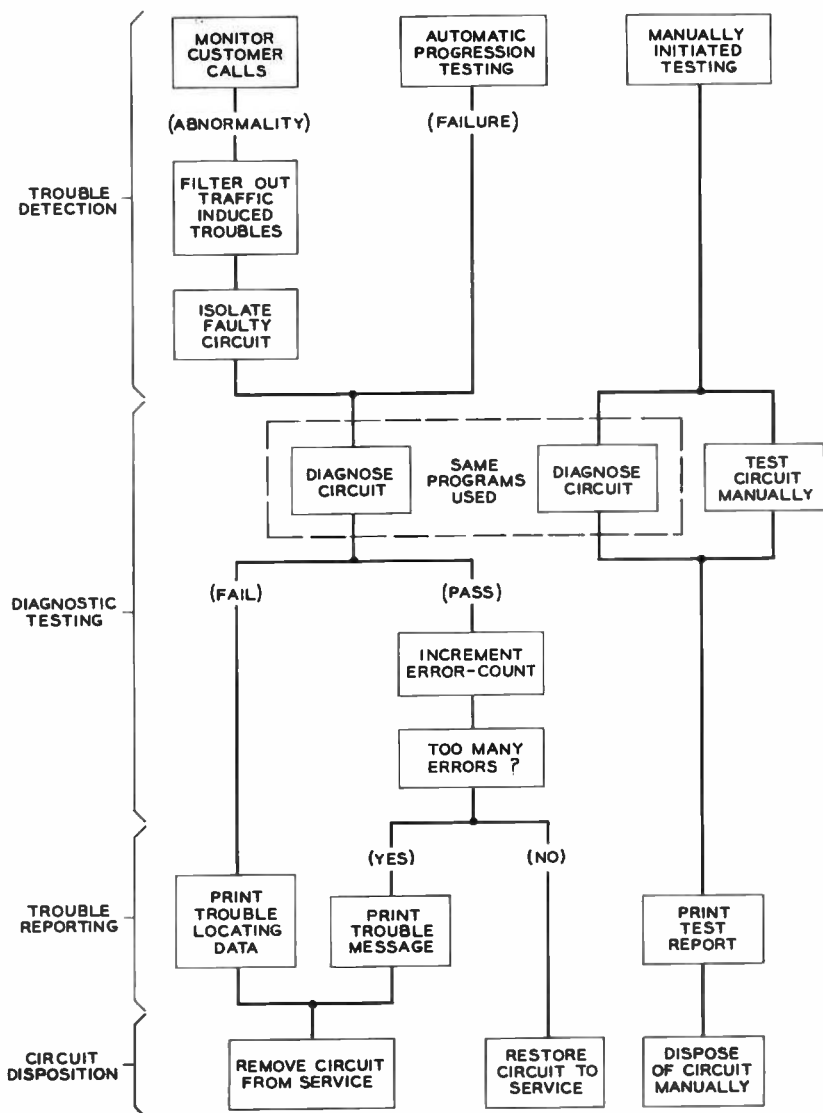 MONITOR
CUSTOMER
CALLS
AUTOMATIC
PROGRESSION
TESTING
MANUALLY
INITIATED
TESTING
(ABNORMALITY)
(FAILURE)
TROUBLE
DETECTION
FILTER OUT
TRAFFIC
INDUCED
TROUBLES
ISOLATE
FAULTY
CIRCUIT
DIAGNOSE
CIRCUIT
SAME
PROGRAMS
USED
DIAGNOSE
CIRCUIT
TEST
CIRCUIT
MANUALLY
DIAGNOSTIC
TESTING
(FAIL)
(PASS)
INCREMENT
ERROR-COUNT
TOO MANY
ERRORS ?
(YES)
(NO)
TROUBLE
REPORTING
PRINT
TROUBLE
LOCATING
DATA
PRINT
TROUBLE
MESSAGE
PRINT
TEST
REPORT
CIRCUIT
DISPOSITION
REMOVE CIRCUIT
FROM SERVICE
RESTORE
CIRCUIT TO
SERVICE
DISPOSE
OF CIRCUIT
MANUALLY